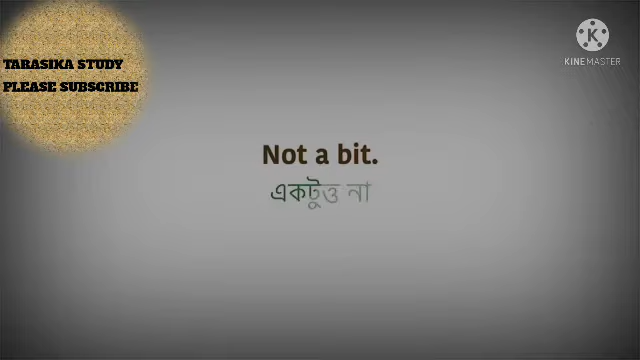 TARASIKA STUDY
PLEASE SUBSCRIBE
K
KINEMASTER
Not a bit.
একটুও না